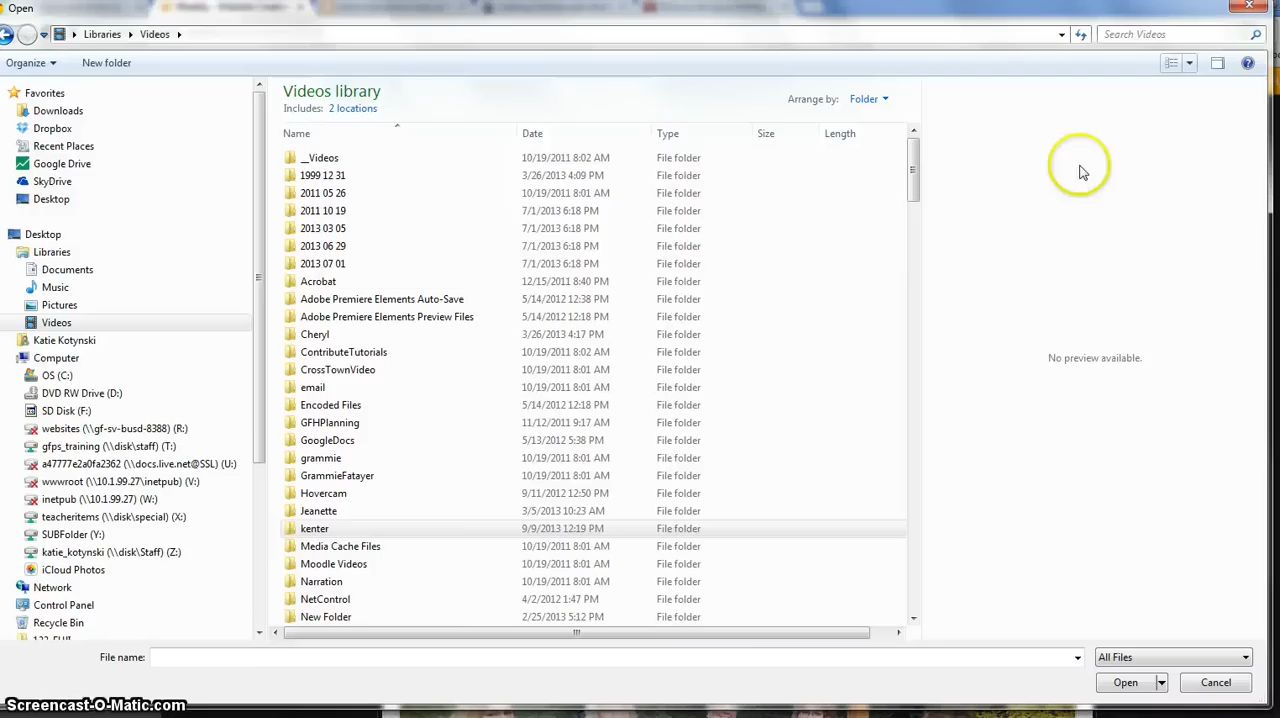 Open
Libraries Videos
Search Videos
Organize New folder
Favorites
Downloads
Dropbox
Recent Places
Google Drive
SkyDrive
Desktop
Desktop
Libraries
Documents
Music
Pictures
Videos
Katie Kotynski
Computer
OS (C:)
DVD RW Drive (D:)
SD Disk (F:)
websites (\\gf-sv-busd-8388) (R:)
gfps_training (\\disk\staff) (T:)
a47777e2a0fa2362 (\\docs.live.net@SSL) (U:)
wwwroot (\\10.1.99.27\inetpub) (V:)
inetpub (\\10.1.99.27) (W:)
teacheritems (\\disk\special) (X:)
SUBFolder (Y:)
katie_kotynski (\\disk\Staff) (Z:)
iCloud Photos
Network
Control Panel
Recycle Bin
Videos library
Includes: 2 locations
Arrange by: Folder
Name Date Type Size Length
__Videos 10/19/2011 8:02 AM File folder
1999 12 31 3/26/2013 4:09 PM File folder
2011 05 26 10/19/2011 8:01 AM File folder
2011 10 19 7/1/2013 6:18 PM File folder
2013 03 05 7/1/2013 6:18 PM File folder
2013 06 29 7/1/2013 6:18 PM File folder
2013 07 01 7/1/2013 6:18 PM File folder
Acrobat 12/15/2011 8:40 PM File folder
Adobe Premiere Elements Auto-Save 5/14/2012 12:38 PM File folder
Adobe Premiere Elements Preview Files 5/14/2012 12:18 PM File folder
Cheryl 3/26/2013 4:17 PM File folder
ContributeTutorials 10/19/2011 8:02 AM File folder
CrossTownVideo 10/19/2011 8:01 AM File folder
email 10/19/2011 8:01 AM File folder
Encoded Files 5/14/2012 12:18 PM File folder
GFHPlanning 11/12/2011 9:17 AM File folder
GoogleDocs 5/13/2012 5:38 PM File folder
grammie 10/19/2011 8:01 AM File folder
GrammieFatayer 10/19/2011 8:01 AM File folder
Hovercam 9/11/2012 12:50 PM File folder
Jeanette 3/5/2013 10:23 AM File folder
kenter 9/9/2013 12:19 PM File folder
Media Cache Files 10/19/2011 8:01 AM File folder
Moodle Videos 10/19/2011 8:01 AM File folder
Narration 10/19/2011 8:01 AM File folder
NetControl 4/2/2012 1:47 PM File folder
New Folder 2/25/2013 5:12 PM File folder
No preview available.
File name: All Files
Open Cancel
Screencast-O-Matic.com